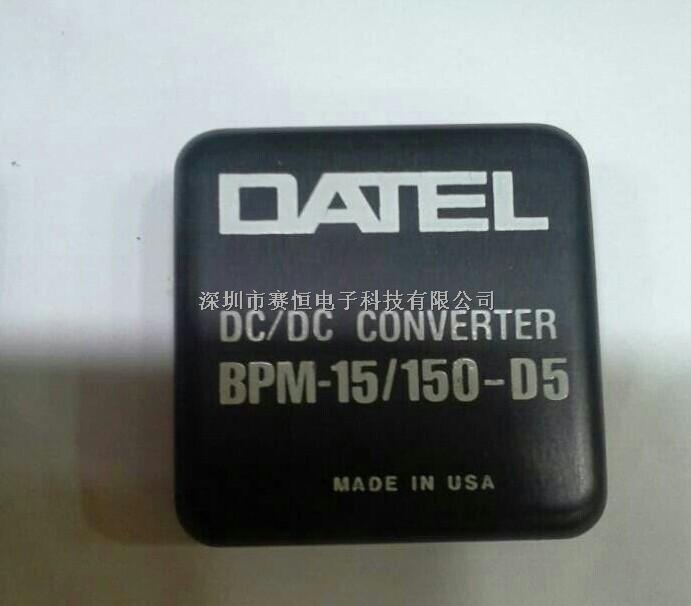 DATEL
深圳市赛恒电子科技有限公司
DC/DC CONVERTER
BPM-15/150-D5
MADE IN USA